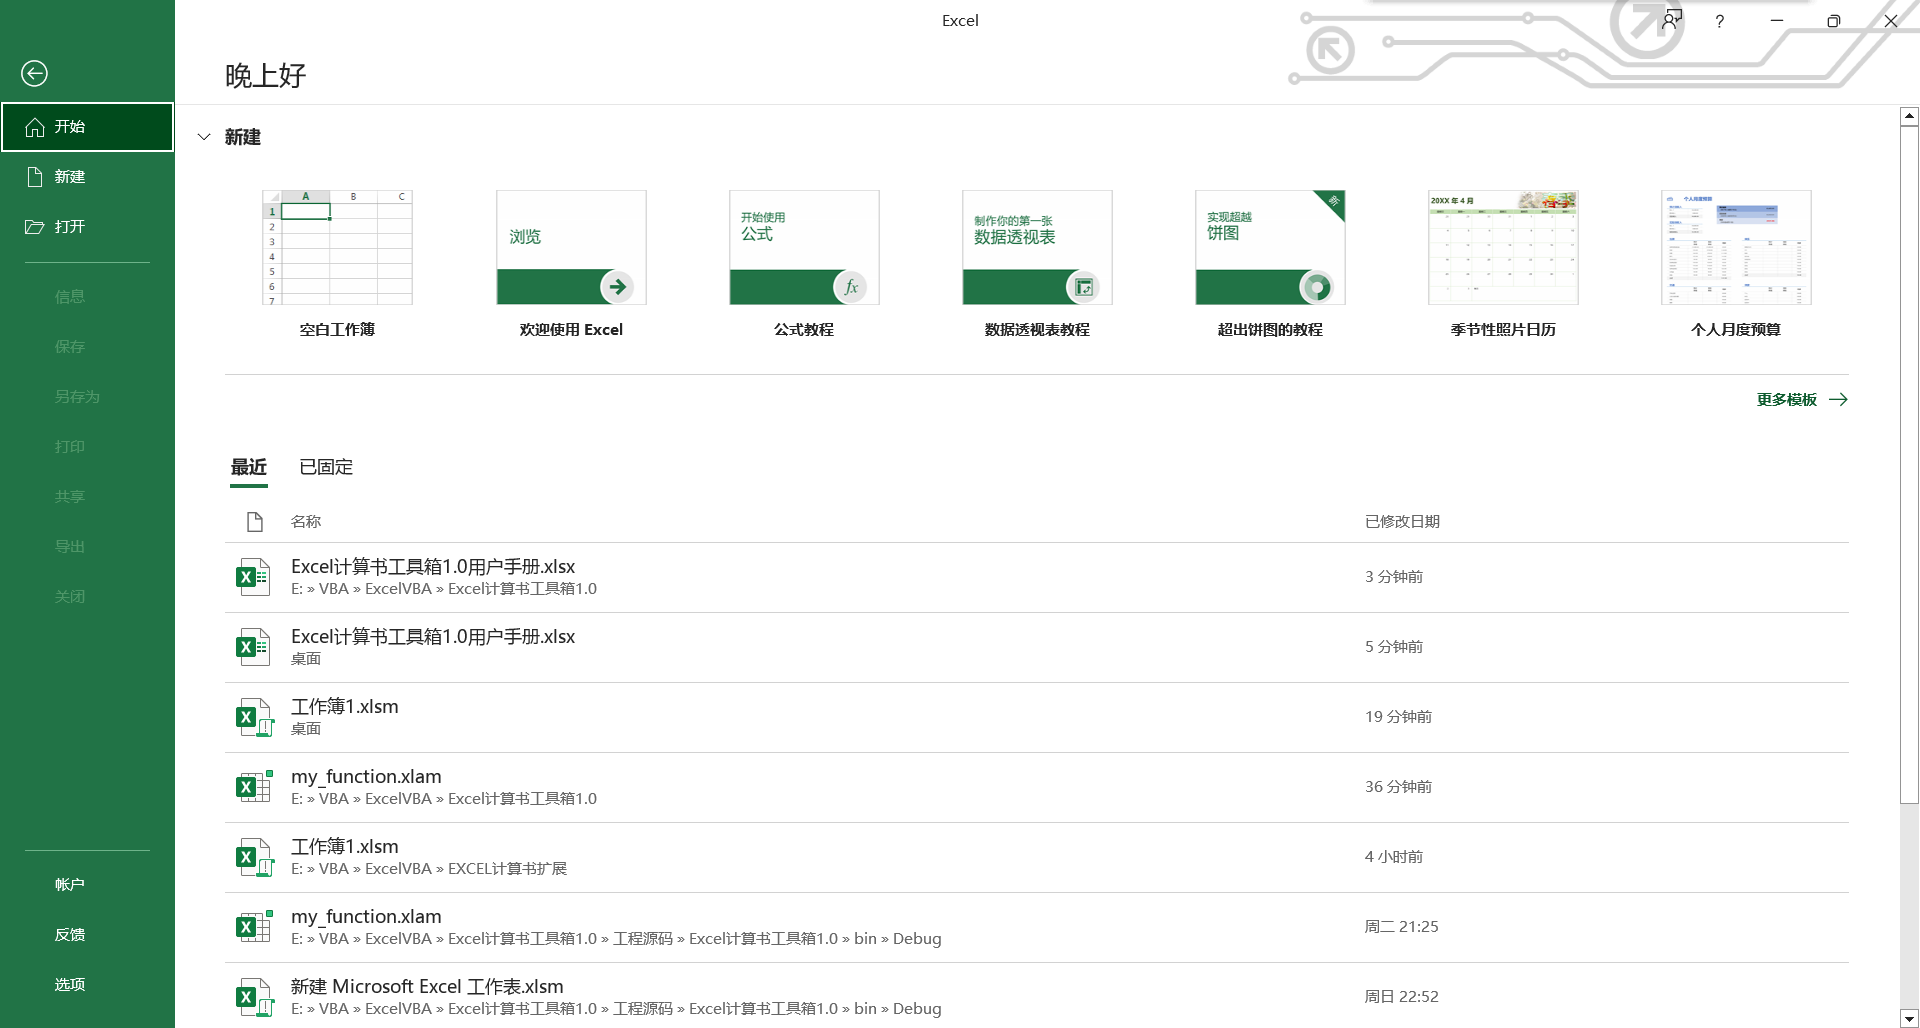 Excel
?
晚上好
开始
新建
打开
信息
保存
另存为
打印
共享
导出
关闭
帐户
反馈
选项
新建
A B C
1
2
3
4
5
6
7
空白工作簿
浏览
欢迎使用 Excel
开始使用
公式
fx
公式教程
制作你的第一张
数据透视表
数据透视表教程
实现超越
饼图
新
超出饼图的教程
20XX 年 4 月
季节性照片日历
个人月度预算
个人月度预算
更多模板
最近 已固定
名称 已修改日期
Excel计算书工具箱1.0用户手册.xlsx
E: » VBA » ExcelVBA » Excel计算书工具箱1.0
3 分钟前
Excel计算书工具箱1.0用户手册.xlsx
桌面
5 分钟前
工作簿1.xlsm
桌面
19 分钟前
my_function.xlam
E: » VBA » ExcelVBA » Excel计算书工具箱1.0
36 分钟前
工作簿1.xlsm
E: » VBA » ExcelVBA » EXCEL计算书扩展
4 小时前
my_function.xlam
E: » VBA » ExcelVBA » Excel计算书工具箱1.0 » 工程源码 » Excel计算书工具箱1.0 » bin » Debug
周二 21:25
新建 Microsoft Excel 工作表.xlsm
E: » VBA » ExcelVBA » Excel计算书工具箱1.0 » 工程源码 » Excel计算书工具箱1.0 » bin » Debug
周日 22:52